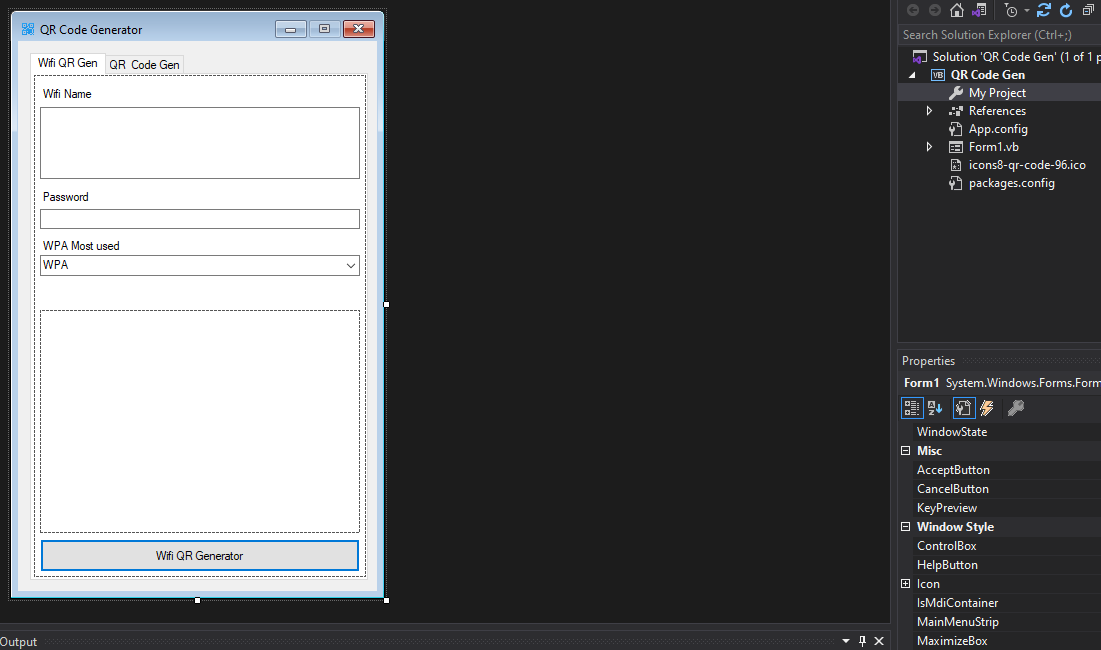 QR Code Generator
Wifi QR Gen
QR Code Gen
Wifi Name
Password
WPA Most used
WPA
Wifi QR Generator
Output
Search Solution Explorer (Ctrl+;)
Solution 'QR Code Gen' (1 of 1 p
VB QR Code Gen
My Project
References
App.config
Form1.vb
icons8-qr-code-96.ico
packages.config
Properties
Form1 System.Windows.Forms.Form
WindowState
Misc
AcceptButton
CancelButton
KeyPreview
Window Style
ControlBox
HelpButton
Icon
IsMdiContainer
MainMenuStrip
MaximizeBox